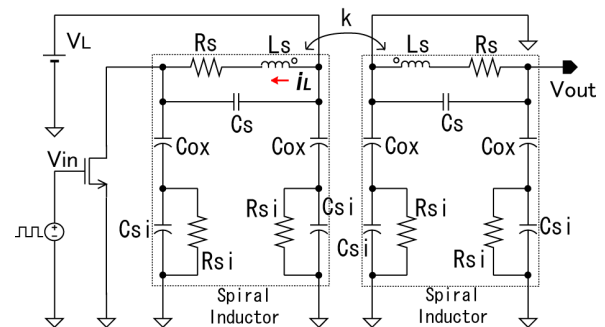 k
VL
Rs
Ls
Ls
Rs
iL
Cs
Cs
Vout
Vin
Cox
Cox
Cox
Cox
Csi
Rsi
Rsi
Csi
Csi
Rsi
Rsi
Csi
Spiral
Inductor
Spiral
Inductor